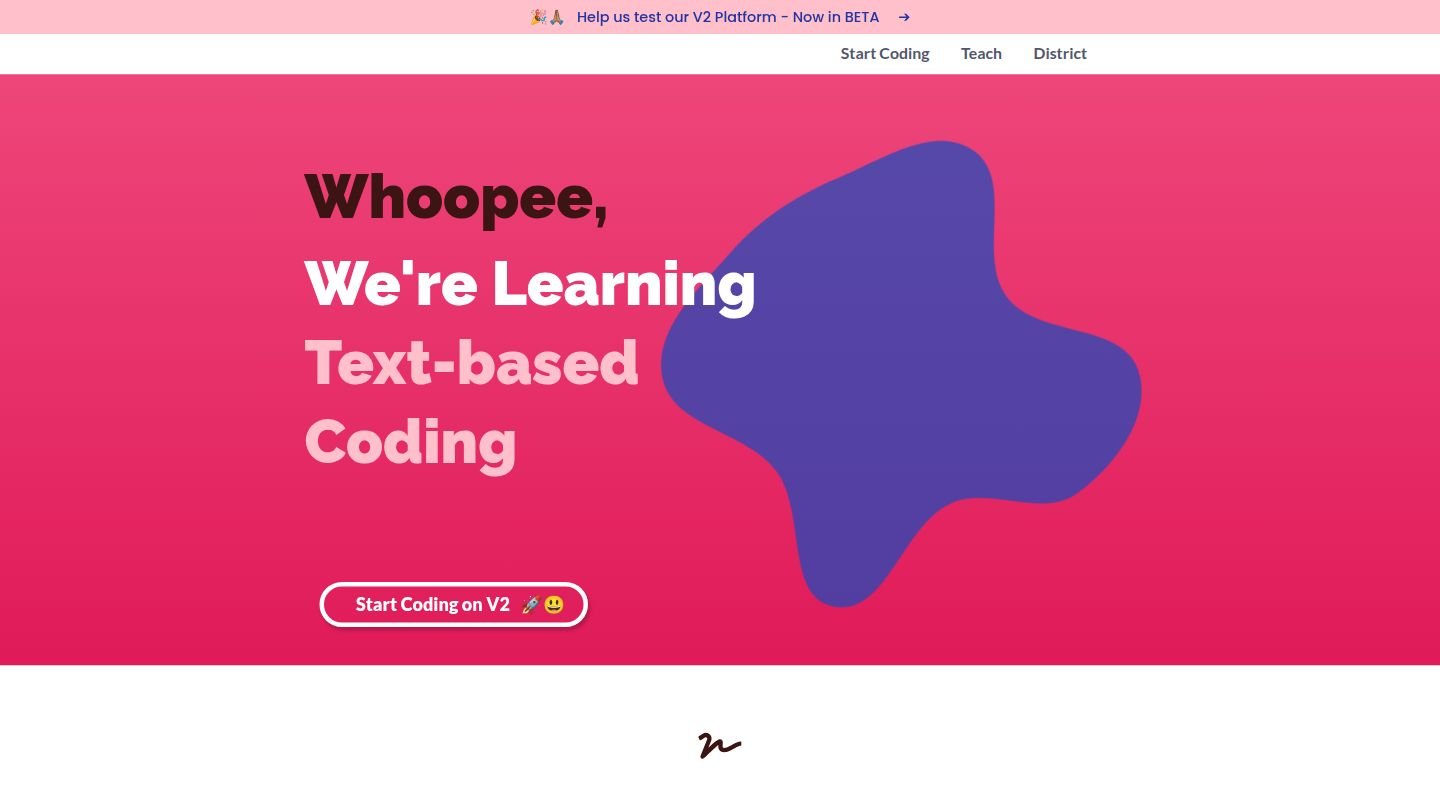 🎉🙏🏽 Help us test our V2 Platform - Now in BETA →
Start Coding Teach District
Whoopee,
We're Learning
Text-based
Coding
Start Coding on V2 🚀😃